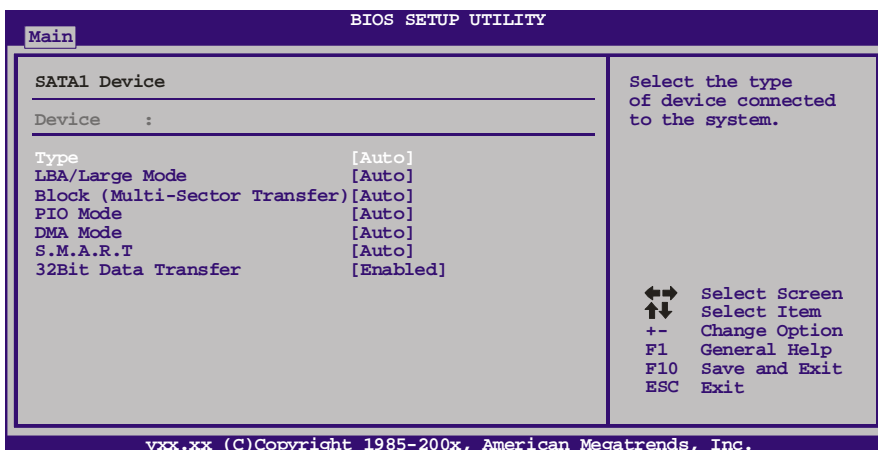 BIOS SETUP UTILITY
Main
SATA1 Device
Device :
Type [Auto]
LBA/Large Mode [Auto]
Block (Multi-Sector Transfer)[Auto]
PIO Mode [Auto]
DMA Mode [Auto]
S.M.A.R.T [Auto]
32Bit Data Transfer [Enabled]
Select the type
of device connected
to the system.
Select Screen
Select Item
+- Change Option
F1 General Help
F10 Save and Exit
ESC Exit
vxx.xx (C)Copyright 1985-200x, American Megatrends, Inc.